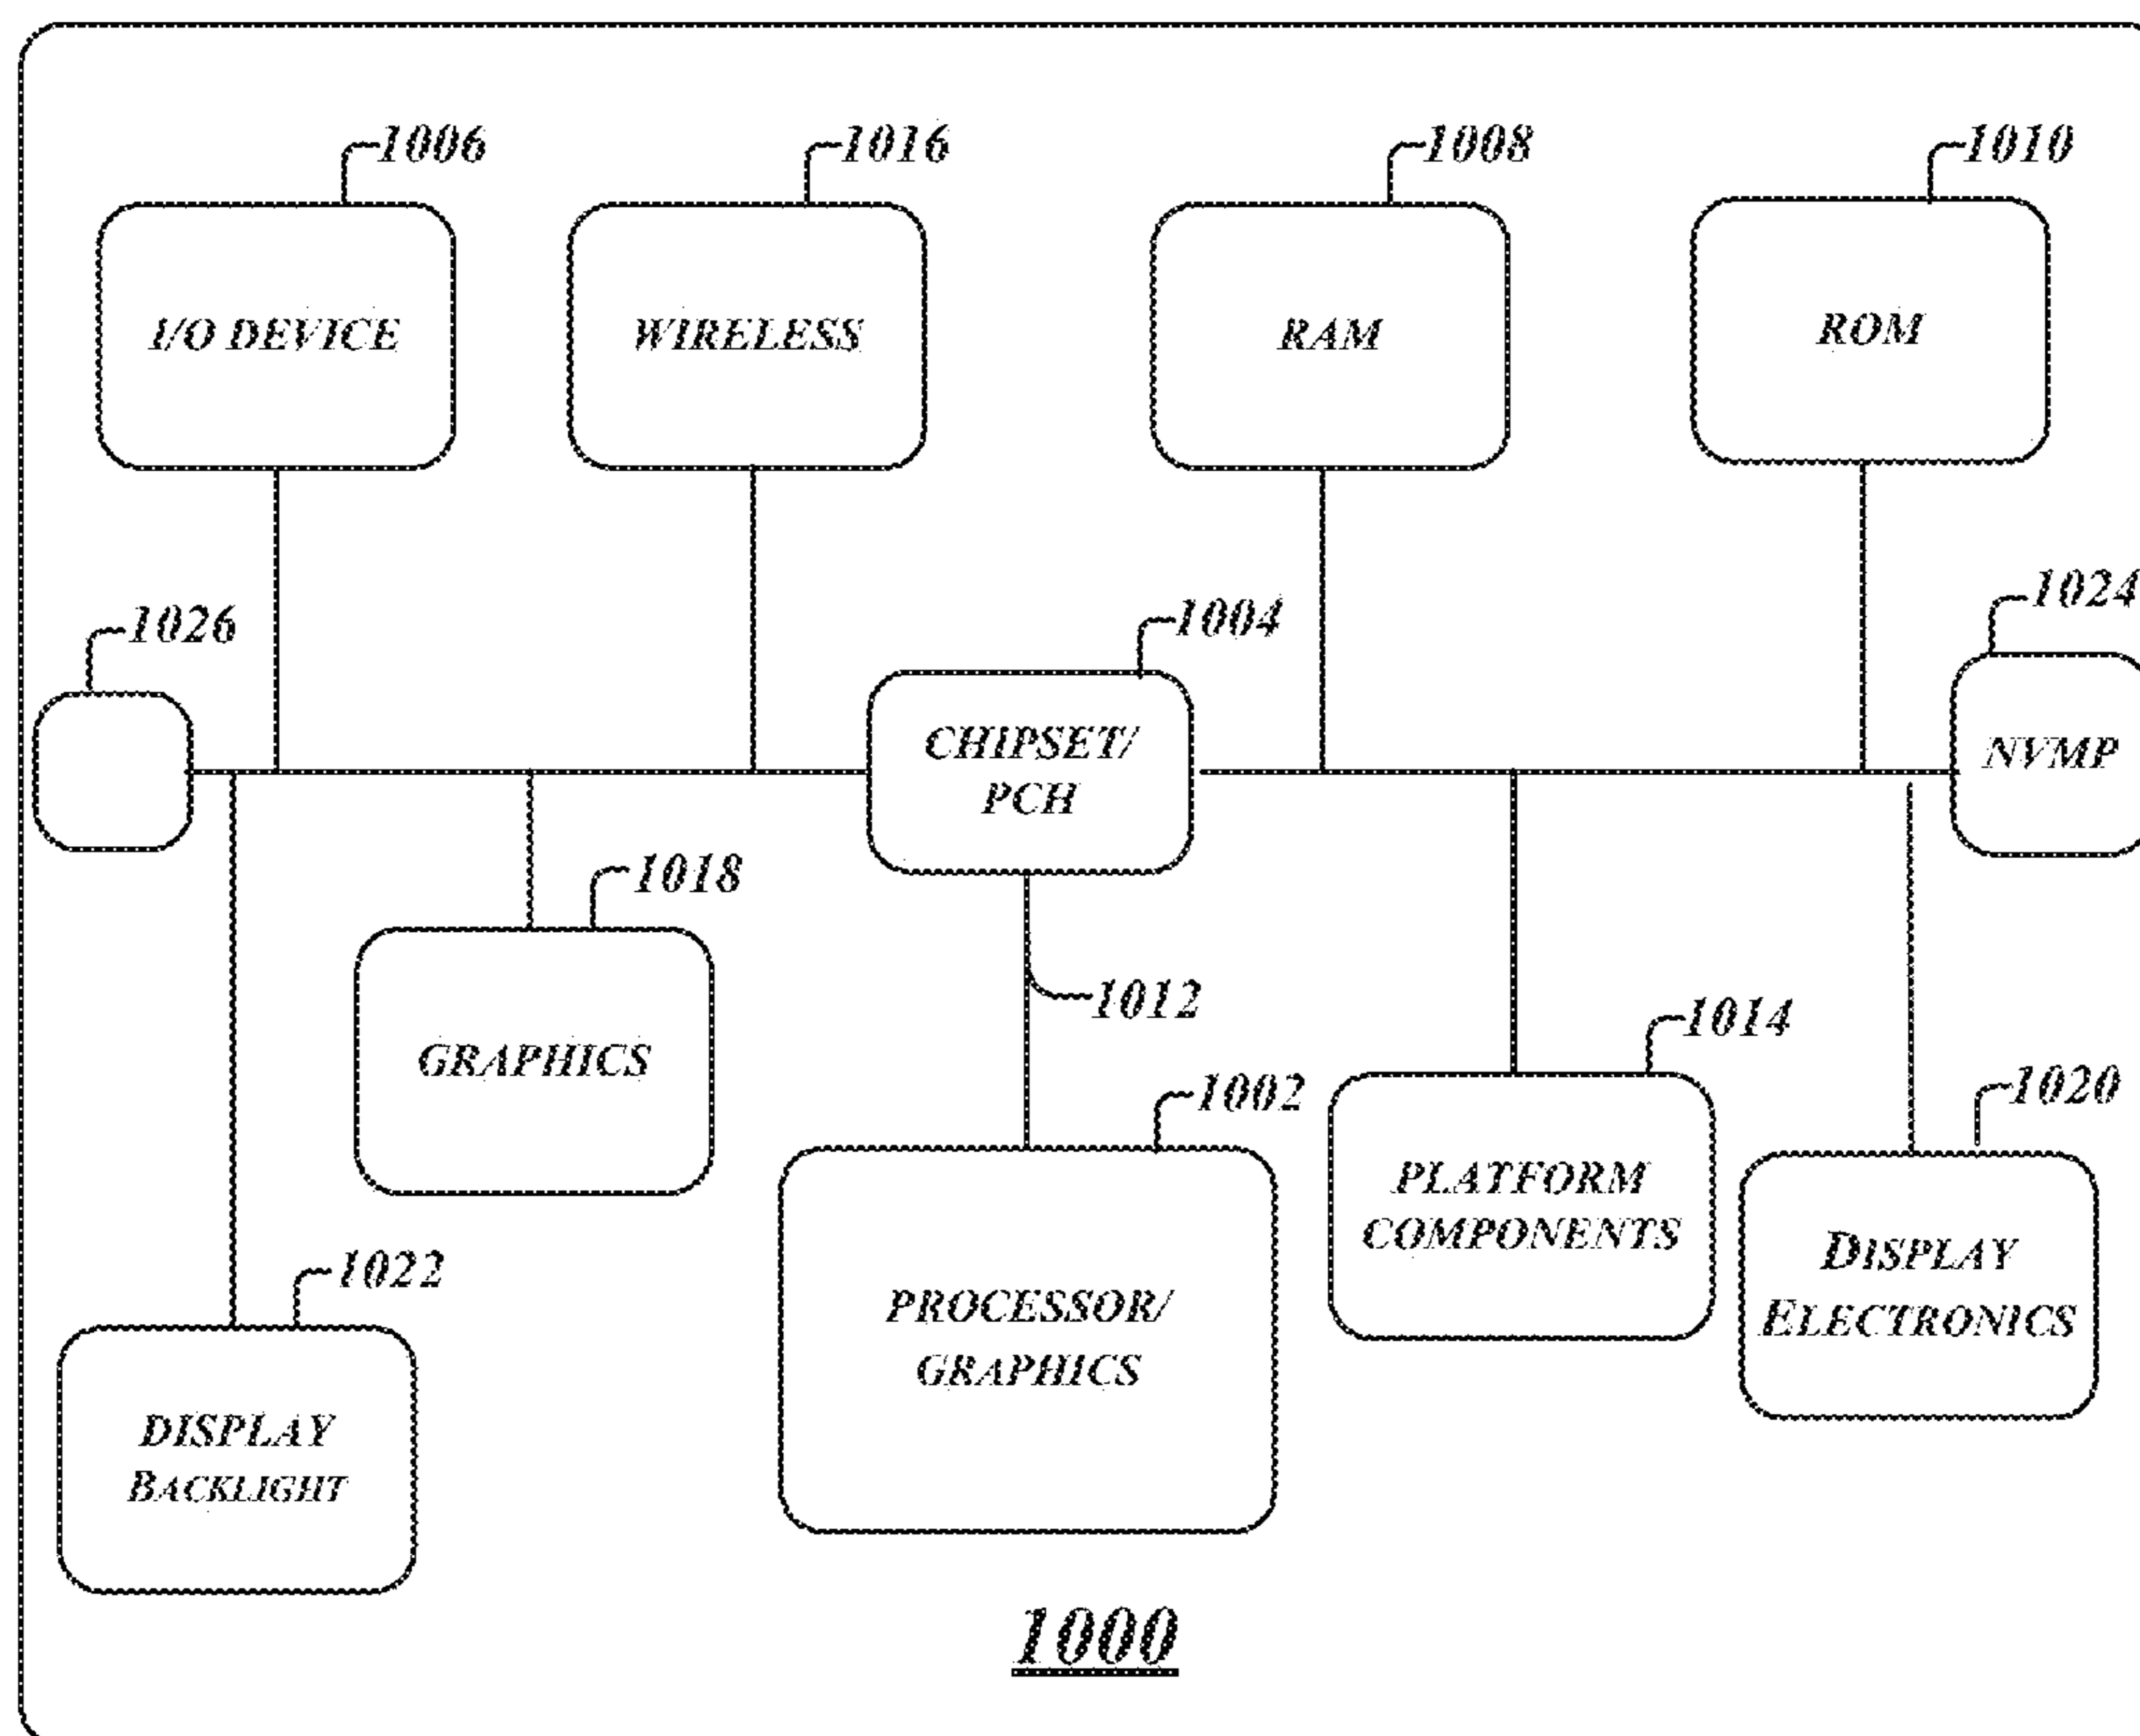 1006
1016
1008
1010
I/O DEVICE
WIRELESS
RAM
ROM
1026
1004
1024
CHIPSET/
PCH
NVMP
1018
1012
1014
GRAPHICS
1002
1020
PLATFORM
COMPONENTS
DISPLAY
ELECTRONICS
1022
PROCESSOR/
GRAPHICS
DISPLAY
BACKLIGHT
1000